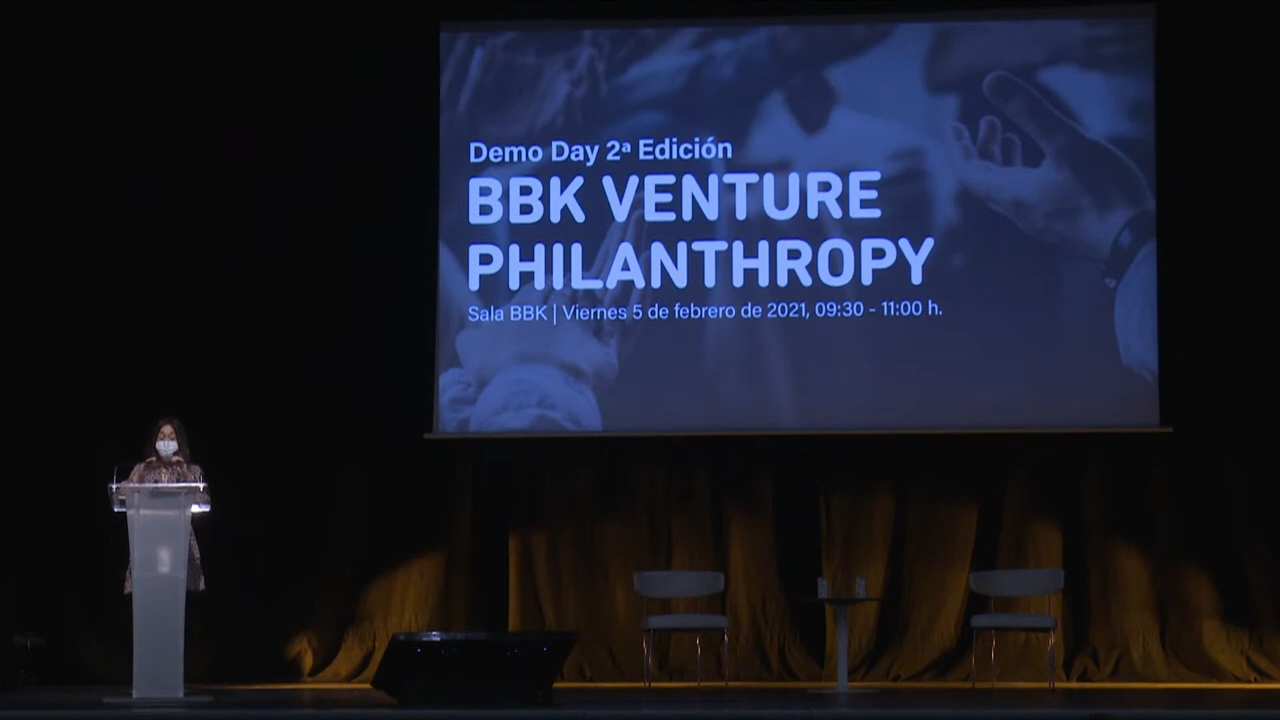 Demo Day 2ª Edición
BBK VENTURE
PHILANTHROPY
Sala BBK | Viernes 5 de febrero de 2021, 09:30 - 11:00 h.